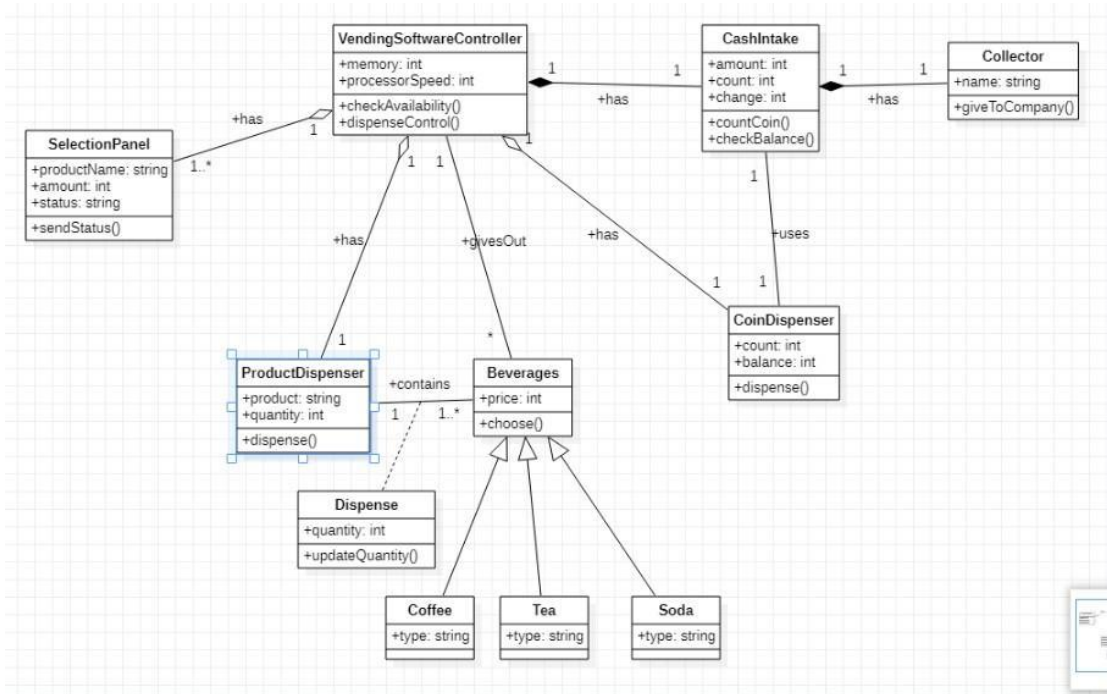 VendingSoftwareController
+memory: int
+processorSpeed: int
+checkAvailability()
+dispenseControl()
CashIntake
+amount: int
+count: int
+change: int
+countCoin()
+checkBalance()
Collector
+name: string
+giveToCompany()
1
1
+has
1
1
+has
SelectionPanel
+productName: string
+amount: int
+status: string
+sendStatus()
+has
1
1..*
1
1
1
1
+has
+givesOut
+has
+uses
1
*
1
1
CoinDispenser
+count: int
+balance: int
+dispense()
ProductDispenser
+product: string
+quantity: int
+dispense()
+contains
1
1..*
Beverages
+price: int
+choose()
Dispense
+quantity: int
+updateQuantity()
Coffee
+type: string
Tea
+type: string
Soda
+type: string